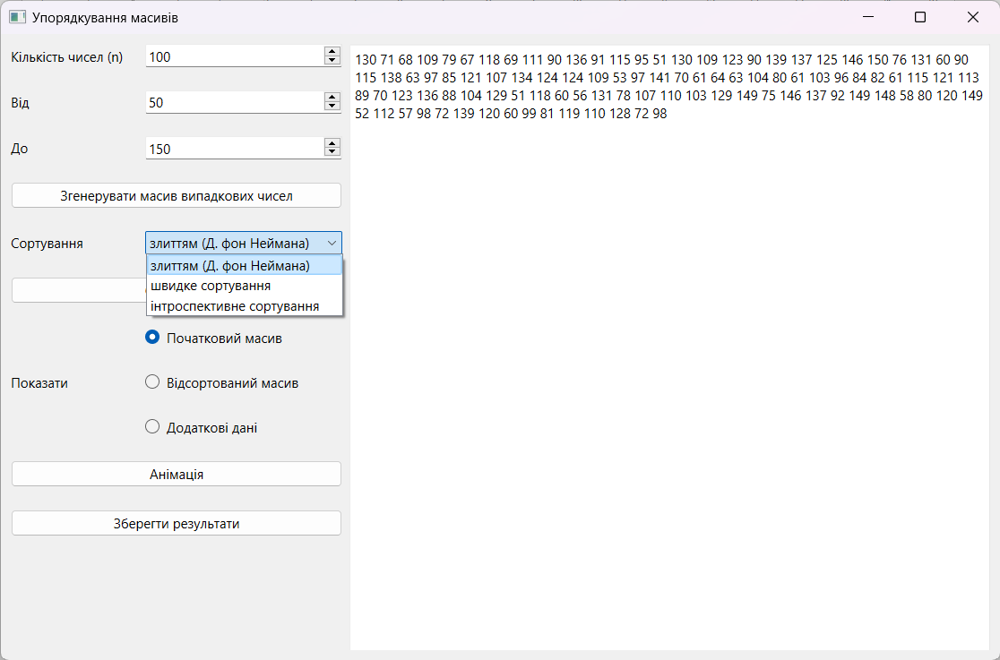 Упорядкування масивів
Кількість чисел (n)
100
Від
50
До
150
Згенерувати масив випадкових чисел
Сортування
злиттям (Д. фон Неймана)
злиттям (Д. фон Неймана)
швидке сортування
інтроспективне сортування
Початковий масив
Показати
Відсортований масив
Додаткові дані
Анімація
Зберегти результати
130 71 68 109 79 67 118 69 111 90 136 91 115 95 51 130 109 123 90 139 137 125 146 150 76 131 60 90
115 138 63 97 85 121 107 134 124 124 109 53 97 141 70 61 64 63 104 80 61 103 96 84 82 61 115 121 113
89 70 123 136 88 104 129 51 118 60 56 131 78 107 110 103 129 149 75 146 137 92 149 148 58 80 120 149
52 112 57 98 72 139 120 60 99 81 119 110 128 72 98